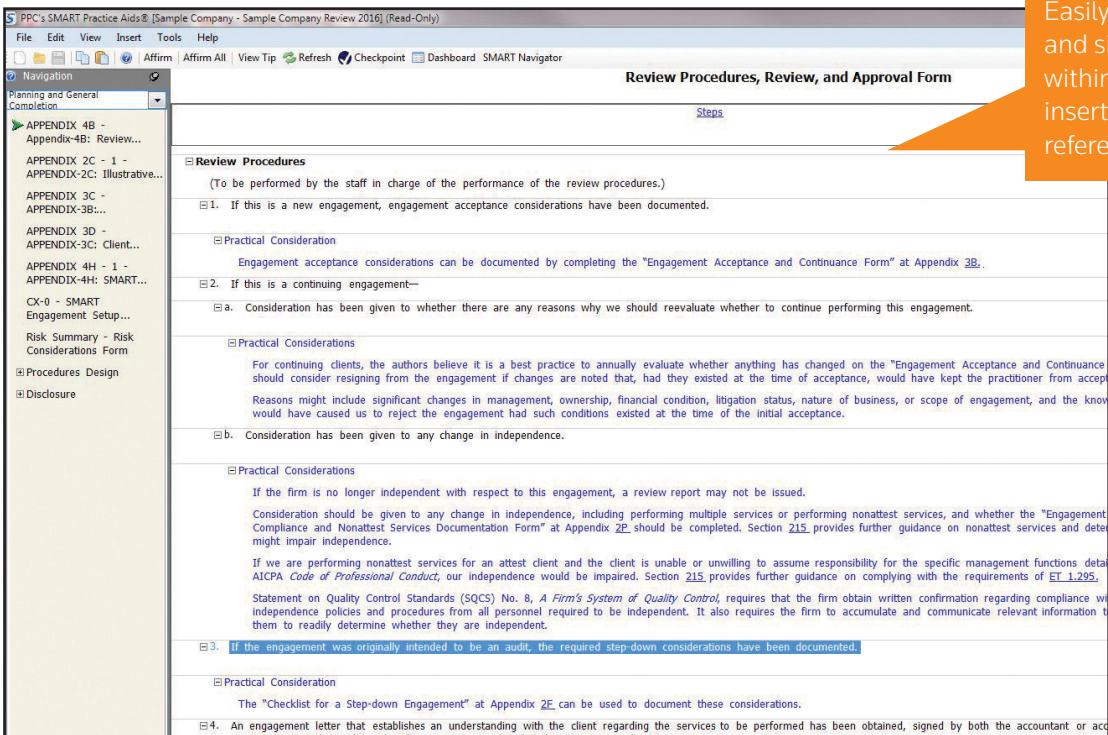 PPC's SMART Practice Aids® [Sample Company - Sample Company Review 2016] (Read-Only)
File Edit View Insert Tools Help
Affirm Affirm All View Tip Refresh Checkpoint Dashboard SMART Navigator
Navigation
Planning and General
Completion
APPENDIX 4B -
Appendix-4B: Review...
APPENDIX 2C - 1 -
APPENDIX-2C: Illustrative...
APPENDIX 3C -
APPENDIX-3B:...
APPENDIX 3D -
APPENDIX-3C: Client...
APPENDIX 4H - 1 -
APPENDIX-4H: SMART...
CX-0 - SMART
Engagement Setup...
Risk Summary - Risk
Considerations Form
Procedures Design
Disclosure
Easily
and
within
insert
Review Procedures, Review, and Approval Form
Steps
Review Procedures
(To be performed by the staff in charge of the performance of the review procedures.)
1. If this is a new engagement, engagement acceptance considerations have been documented.
Practical Consideration
Engagement acceptance considerations can be documented by completing the "Engagement Acceptance and Continuance Form" at Appendix 3B.
2. If this is a continuing engagement—
a. Consideration has been given to whether there are any reasons why we should reevaluate whether to continue performing this engagement.
Practical Considerations
For continuing clients, the authors believe it is a best practice to annually evaluate whether anything has changed on the "Engagement Acceptance and Continuance
should consider resigning from the engagement if changes are noted that, had they existed at the time of acceptance, would have kept the practitioner from
Reasons might include significant changes in management, ownership, financial condition, litigation status, nature of business, or scope of engagement, and the
would have caused us to reject the engagement had such conditions existed at the time of the initial acceptance.
b. Consideration has been given to any change in independence.
Practical Considerations
If the firm is no longer independent with respect to this engagement, a review report may not be issued.
Consideration should be given to any change in independence, including performing multiple services or performing nonattest services, and whether the "Engagement
Compliance and Nonattest Services Documentation Form" at Appendix 2P should be completed. Section 215 provides further guidance on nonattest services and
might impair independence.
If we are performing nonattest services for an attest client and the client is unable or unwilling to assume responsibility for the specific management functions
AICPA Code of Professional Conduct, our independence would be impaired. Section 215 provides further guidance on complying with the requirements of ET 1.295.
Statement on Quality Control Standards (SQCS) No. 8, A Firm's System of Quality Control, requires that the firm obtain written confirmation regarding compliance
independence policies and procedures from all personnel required to be independent. It also requires the firm to accumulate and communicate relevant information
them to readily determine whether they are independent.
3. If the engagement was originally intended to be an audit, the required step-down considerations have been documented.
Practical Consideration
The "Checklist for a Step-down Engagement" at Appendix 2F can be used to document these considerations.
4. An engagement letter that establishes an understanding with the client regarding the services to be performed has been obtained, signed by both the accountant or